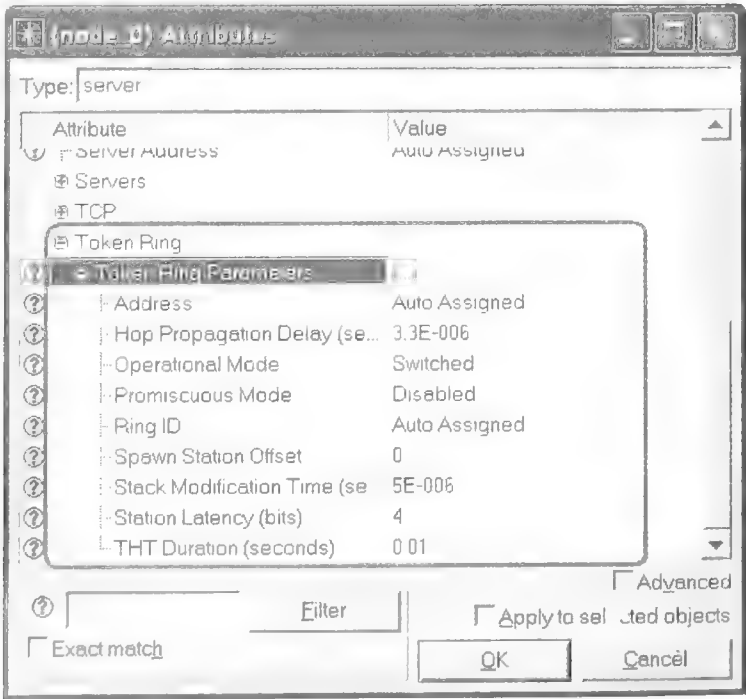 (node_0) Attributes
Type: server
Attribute Value
Server Address Auto Assigned
Servers
TCP
Token Ring
Token Ring Parameters
Address Auto Assigned
Hop Propagation Delay (se... 3.3E-006
Operational Mode Switched
Promiscuous Mode Disabled
Ring ID Auto Assigned
Spawn Station Offset 0
Stack Modification Time (se 5E-006
Station Latency (bits) 4
THT Duration (seconds) 0 01
Advanced
Filter
Apply to sel cted objects
Exact match
OK Cancel